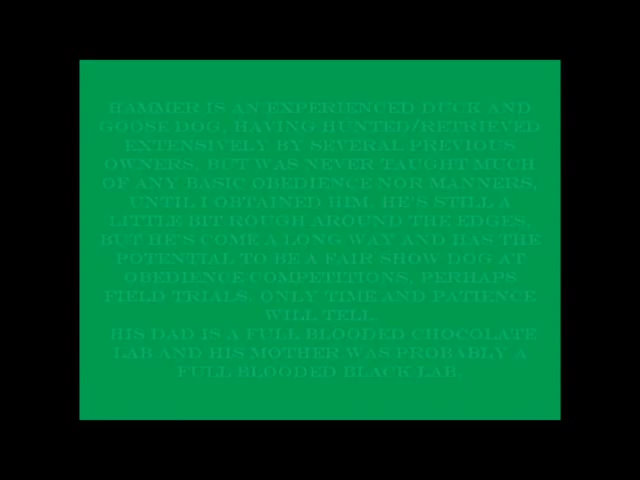 HAMMER IS AN EXPERIENCED DUCK AND
GOOSE DOG, HAVING HUNTED/RETRIEVED
EXTENSIVELY BY SEVERAL PREVIOUS
OWNERS, BUT WAS NEVER TAUGHT MUCH
OF ANY BASIC OBEDIENCE NOR MANNERS,
UNTIL I OBTAINED HIM. HE'S STILL A
LITTLE BIT ROUGH AROUND THE EDGES,
BUT HE'S COME A LONG WAY AND HAS THE
POTENTIAL TO BE A FAIR SHOW DOG AT
OBEDIENCE COMPETITIONS, PERHAPS
FIELD TRIALS. ONLY TIME AND PATIENCE
WILL TELL.
HIS DAD IS A FULL BLOODED CHOCOLATE
LAB AND HIS MOTHER WAS PROBABLY A
FULL BLOODED BLACK LAB.